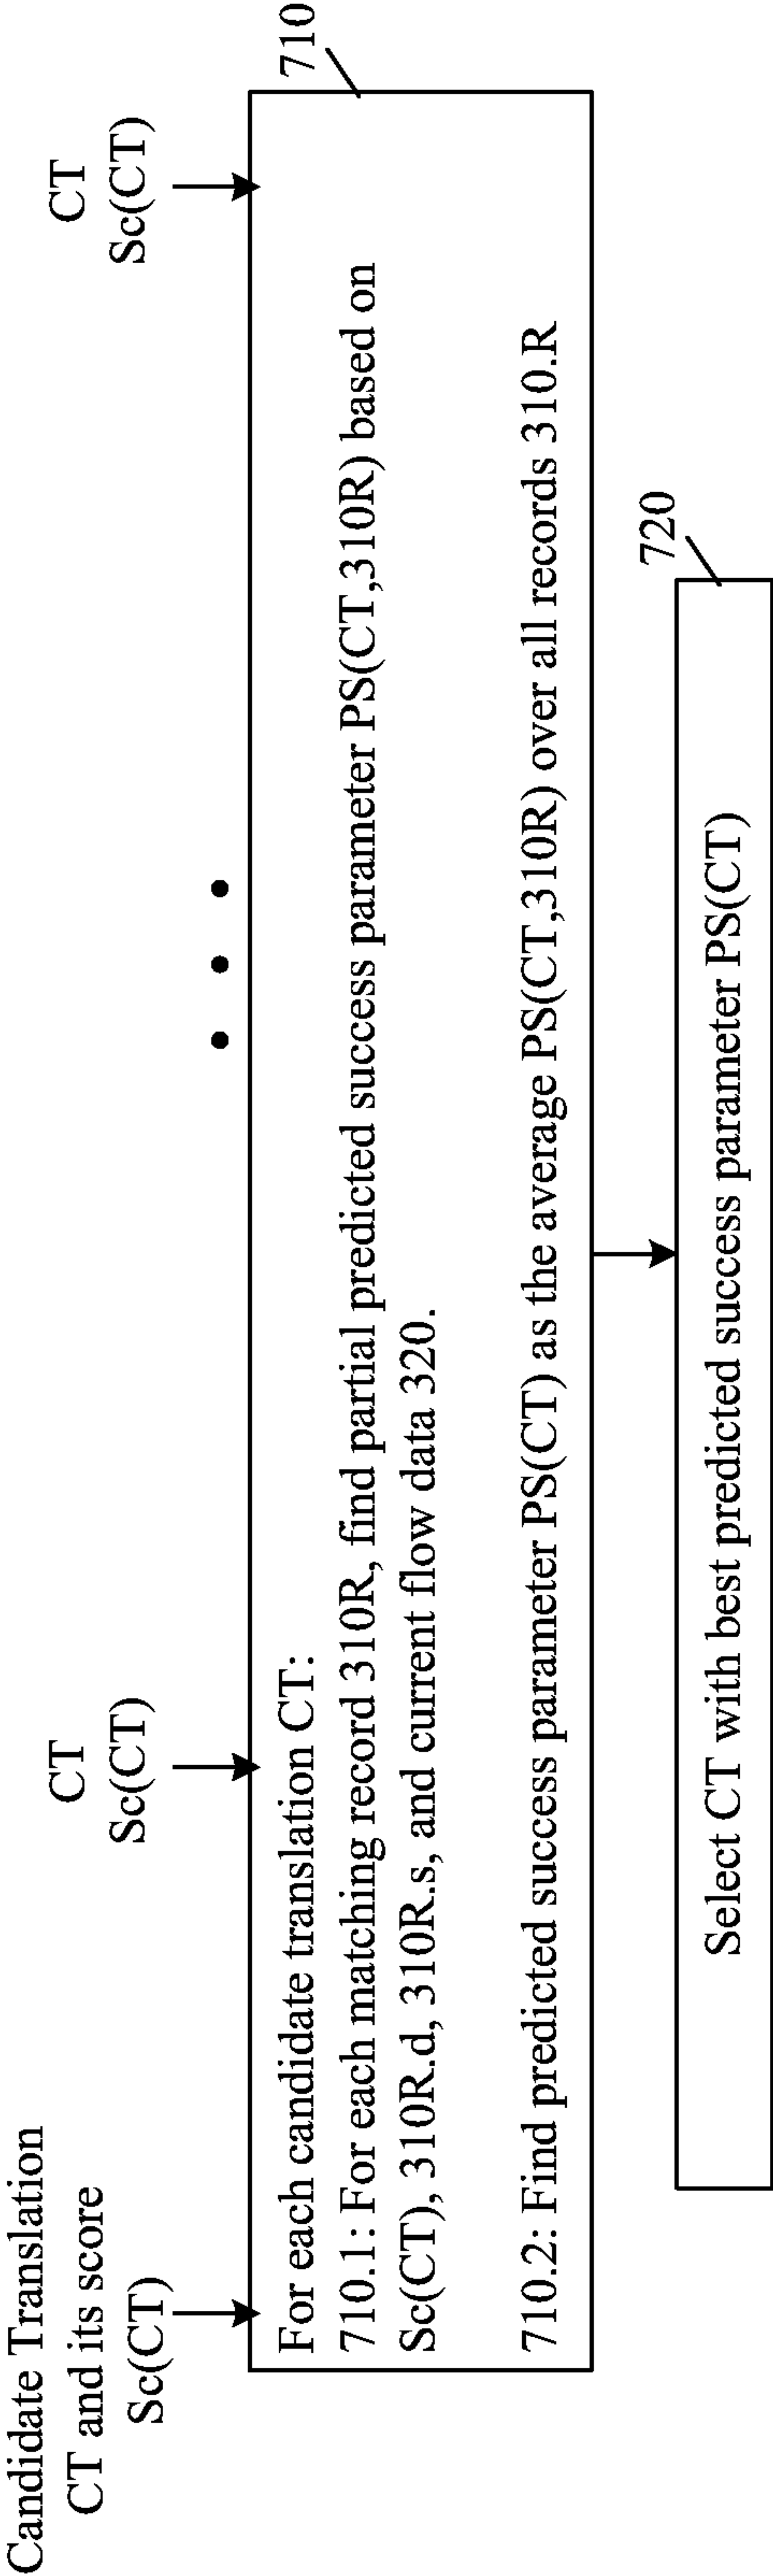 Candidate Translation
CT and its score
Sc(CT)
CT
Sc(CT)
CT
Sc(CT)
710
For each candidate translation CT:
710.1: For each matching record 310R, find partial predicted success parameter PS(CT,310R) based on
Sc(CT), 310R.d, 310R.s, and current flow data 320.
710.2: Find predicted success parameter PS(CT) as the average PS(CT,310R) over all records 310.R
720
Select CT with best predicted success parameter PS(CT)